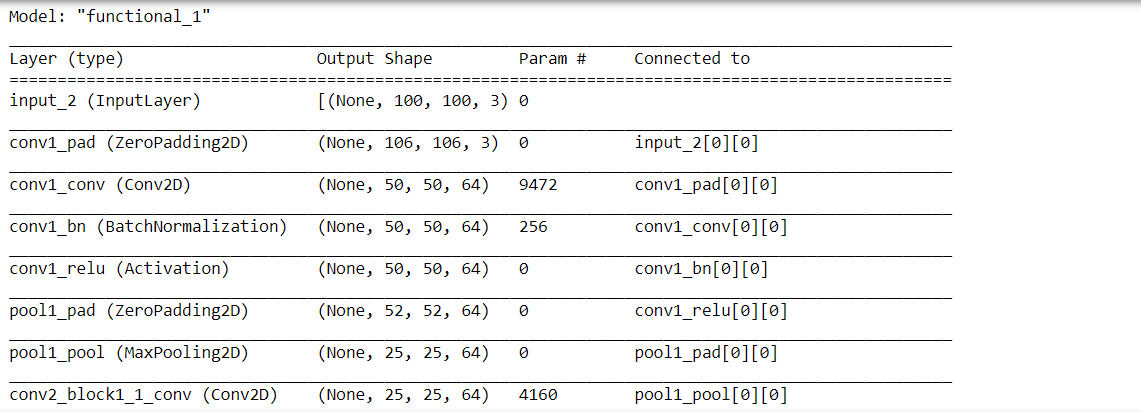 Model: "functional_1"
Layer (type) Output Shape Param # Connected to
input_2 (InputLayer) [(None, 100, 100, 3) 0
conv1_pad (ZeroPadding2D) (None, 106, 106, 3) 0 input_2[0][0]
conv1_conv (Conv2D) (None, 50, 50, 64) 9472 conv1_pad[0][0]
conv1_bn (BatchNormalization) (None, 50, 50, 64) 256 conv1_conv[0][0]
conv1_relu (Activation) (None, 50, 50, 64) 0 conv1_bn[0][0]
pool1_pad (ZeroPadding2D) (None, 52, 52, 64) 0 conv1_relu[0][0]
pool1_pool (MaxPooling2D) (None, 25, 25, 64) 0 pool1_pad[0][0]
conv2_block1_1_conv (Conv2D) (None, 25, 25, 64) 4160 pool1_pool[0][0]